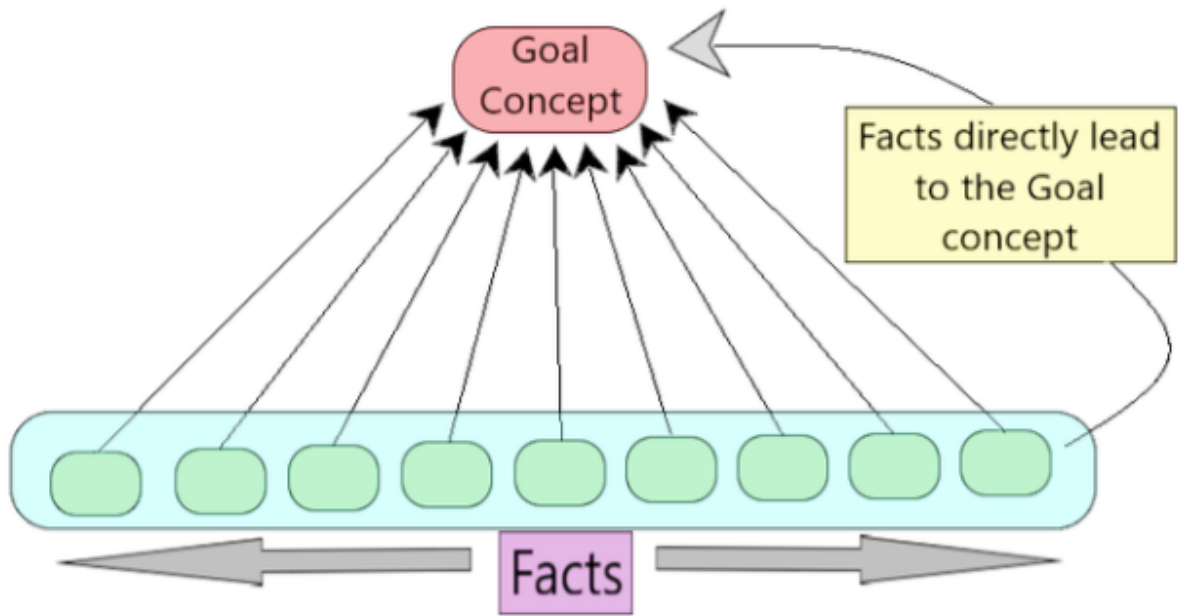 Goal
Concept
Facts directly lead
to the Goal
concept
Facts